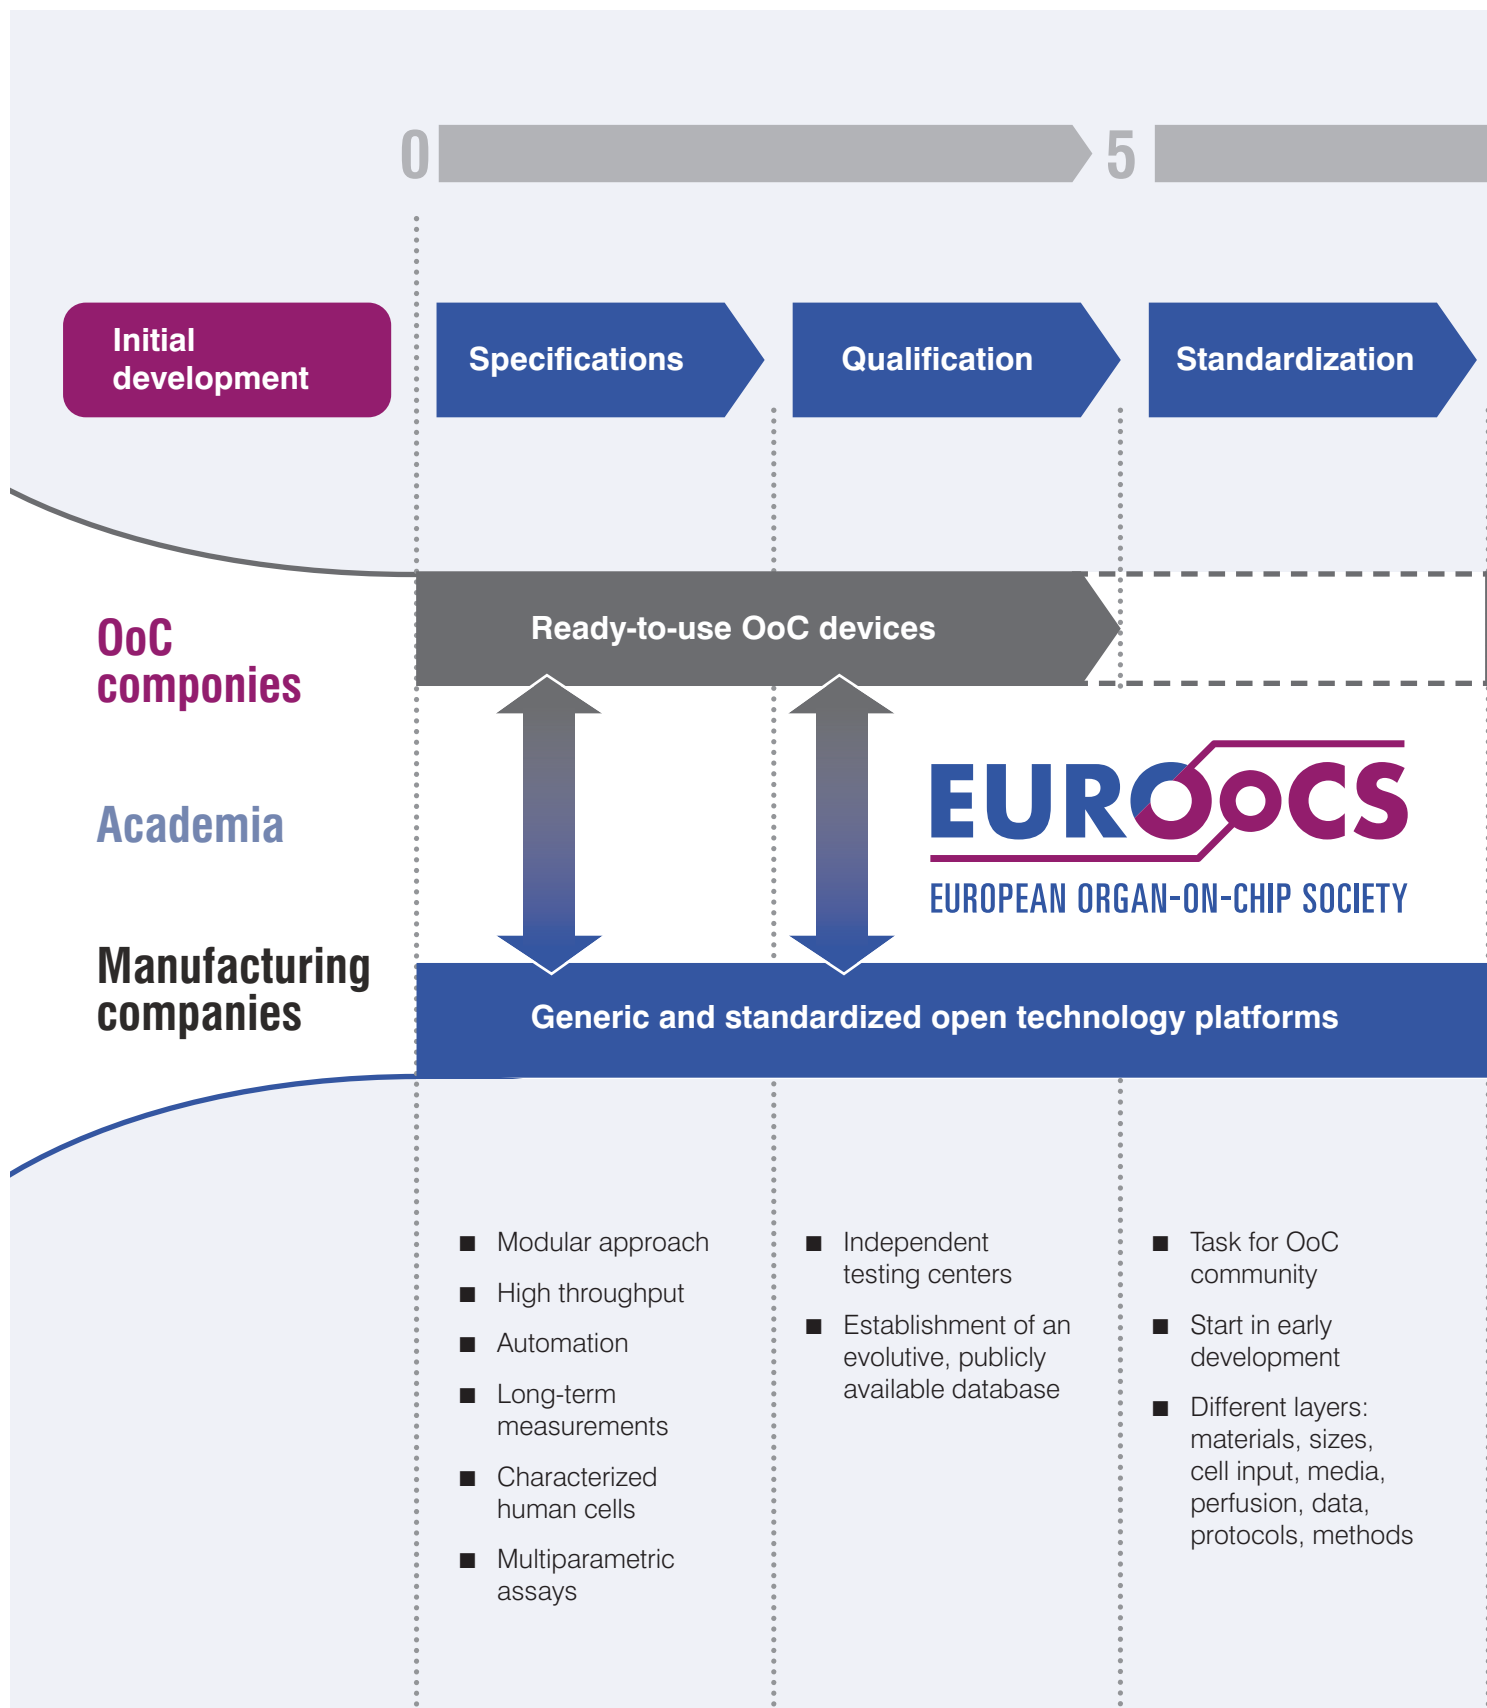 0
5
Initial
development
Specifications
Qualification
Standardization
Ready-to-use OoC devices
OoC
componies
Academia
Manufacturing
companies
EUROoCS
EUROPEAN ORGAN-ON-CHIP SOCIETY
Generic and standardized open technology platforms
■ Modular approach
■ High throughput
■ Automation
■ Long-term
measurements
■ Characterized
human cells
■ Multiparametric
assays
■ Independent
testing centers
■ Establishment of an
evolutive, publicly
available database
■ Task for OoC
community
■ Start in early
development
■ Different layers:
materials, sizes,
cell input, media,
perfusion, data,
protocols, methods